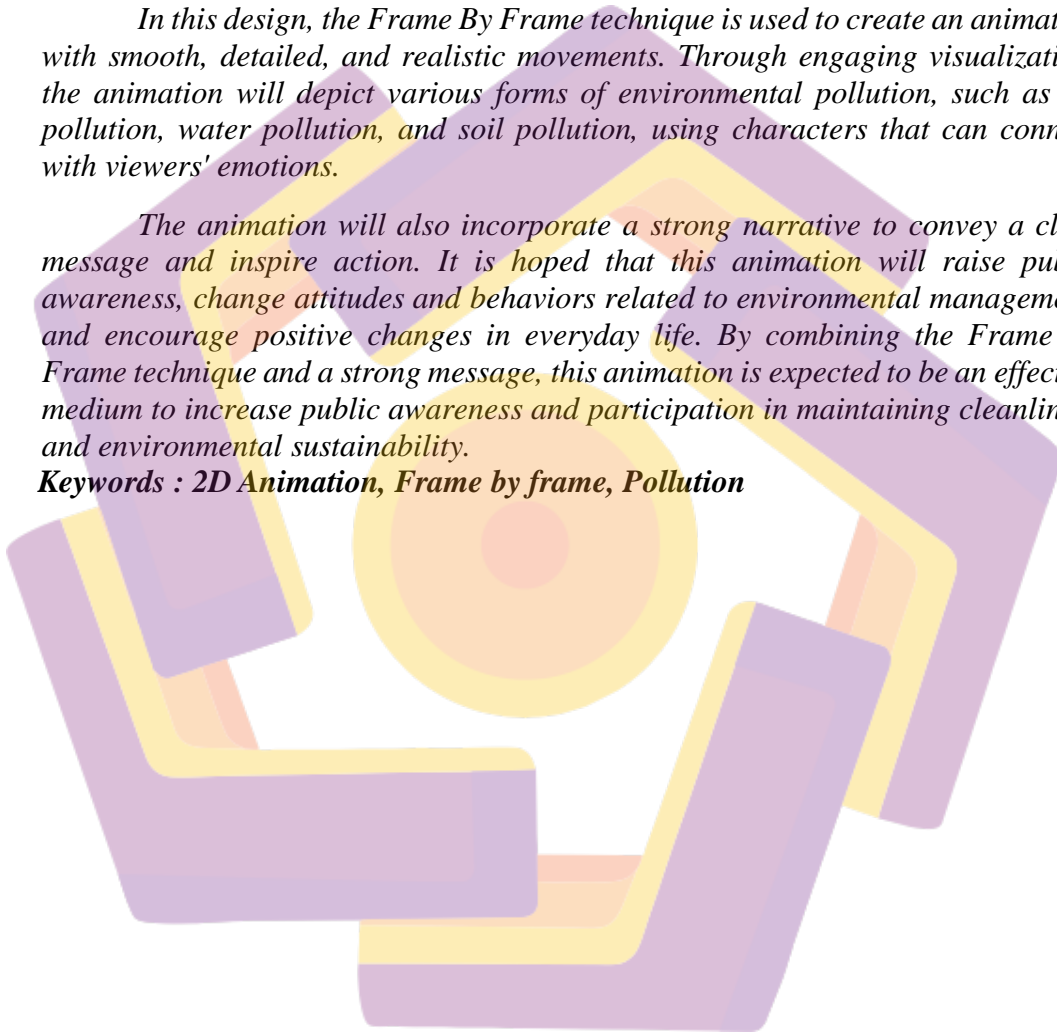 In this design, the Frame By Frame technique is used to create an animat
with smooth, detailed, and realistic movements. Through engaging visualizati
the animation will depict various forms of environmental pollution, such as
pollution, water pollution, and soil pollution, using characters that can conn
with viewers' emotions.
The animation will also incorporate a strong narrative to convey a cl
message and inspire action. It is hoped that this animation will raise pu
awareness, change attitudes and behaviors related to environmental manageme
and encourage positive changes in everyday life. By combining the Frame
Frame technique and a strong message, this animation is expected to be an effec
medium to increase public awareness and participation in maintaining cleanlin
and environmental sustainability.
Keywords : 2D Animation, Frame by frame, Pollution